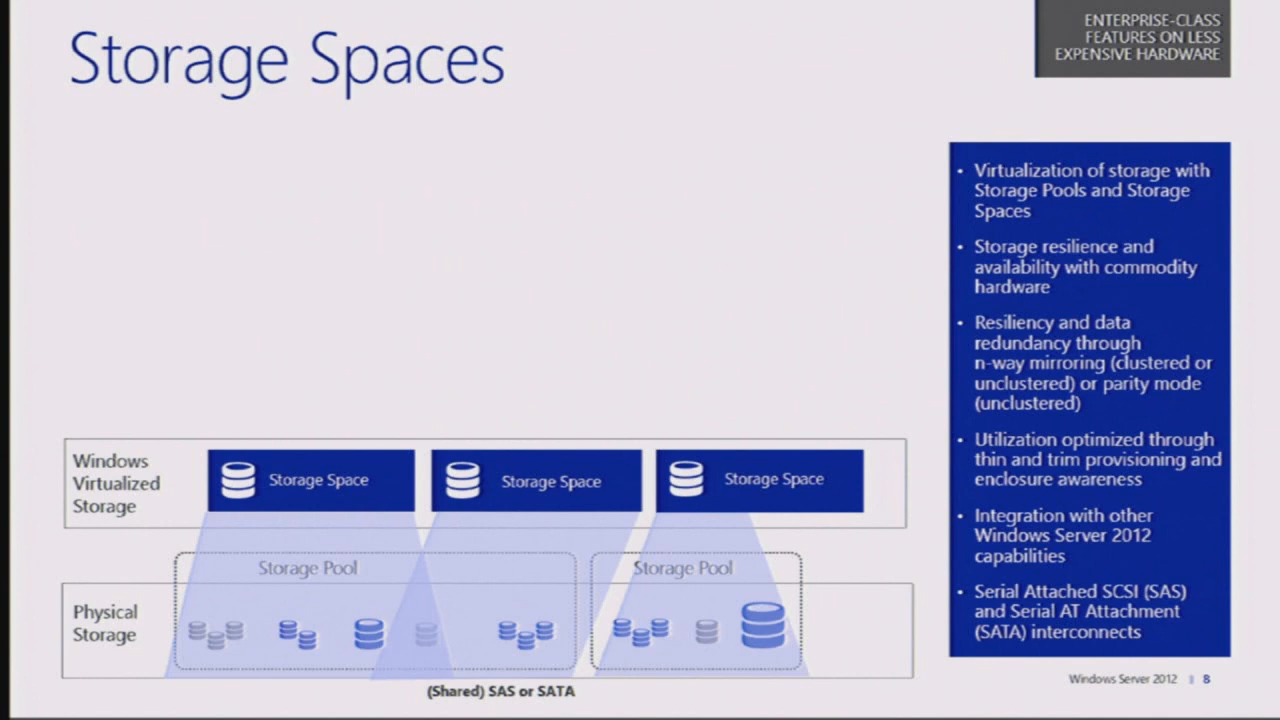 Storage Spaces
ENTERPRISE-CLASS
FEATURES ON LESS
EXPENSIVE HARDWARE
• Virtualization of storage with
Storage Pools and Storage
Spaces
• Storage resilience and
availability with commodity
hardware
• Resiliency and data
redundancy through
n-way mirroring (clustered or
unclustered) or parity mode
(unclustered)
• Utilization optimized through
thin and trim provisioning and
enclosure awareness
• Integration with other
Windows Server 2012
capabilities
• Serial Attached SCSI (SAS)
and Serial AT Attachment
(SATA) interconnects
Windows
Virtualized
Storage
Storage Space
Storage Space
Storage Space
Storage Pool
Storage Pool
Physical
Storage
(Shared) SAS or SATA
Windows Server 2012 | 8